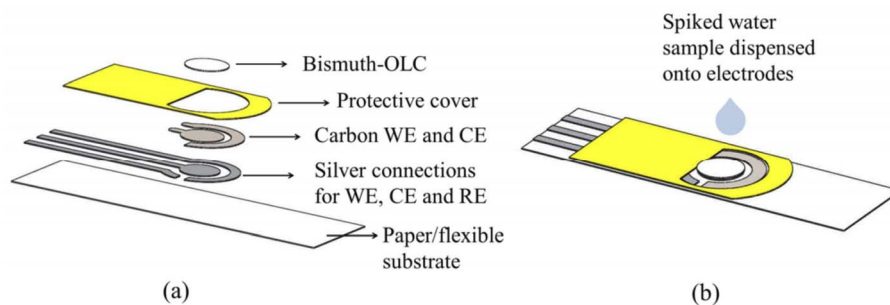 Bismuth-OLC
Protective cover
Carbon WE and CE
Silver connections
for WE, CE and RE
Paper/flexible
substrate
(a)
Spiked water
sample dispensed
onto electrodes
(b)